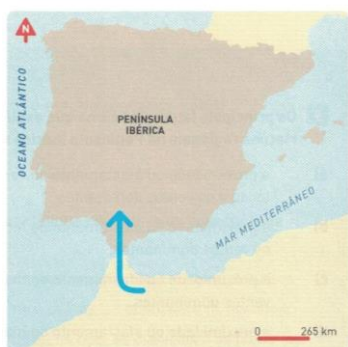 N
OCEANO ATLÂNTICO
PENÍNSULA
IBÉRICA
MAR MEDITERRÂNEO
0 265 km